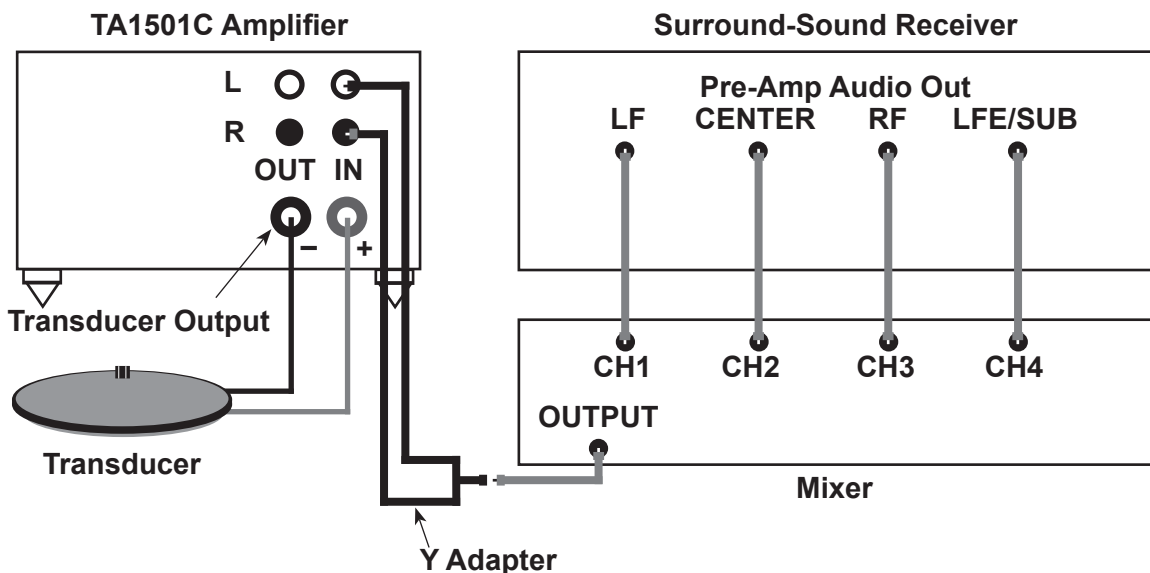 TA1501C Amplifier
Surround-Sound Receiver
L
R
OUT IN
− +
Transducer Output
Transducer
Pre-Amp Audio Out
LF CENTER RF LFE/SUB
CH1 CH2 CH3 CH4
OUTPUT
Mixer
Y Adapter